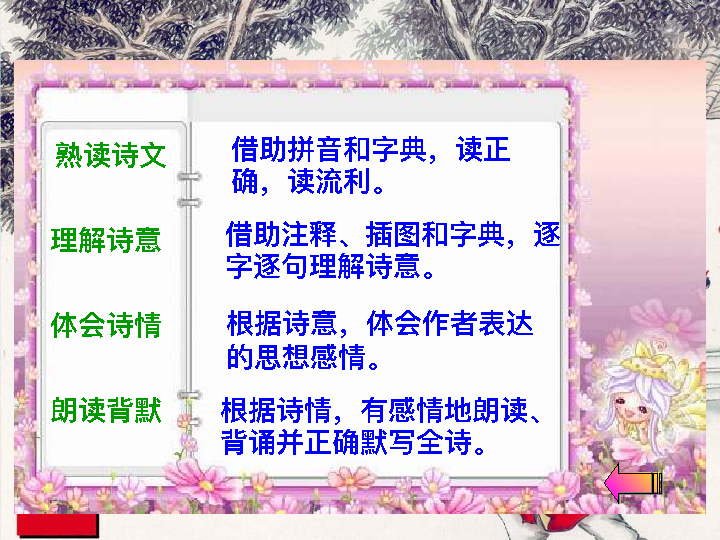 熟读诗文
借助拼音和字典，读正
确，读流利。
理解诗意
借助注释、插图和字典，逐
字逐句理解诗意。
体会诗情
根据诗意，体会作者表达
的思想感情。
朗读背默
根据诗情，有感情地朗读、
背诵并正确默写全诗。